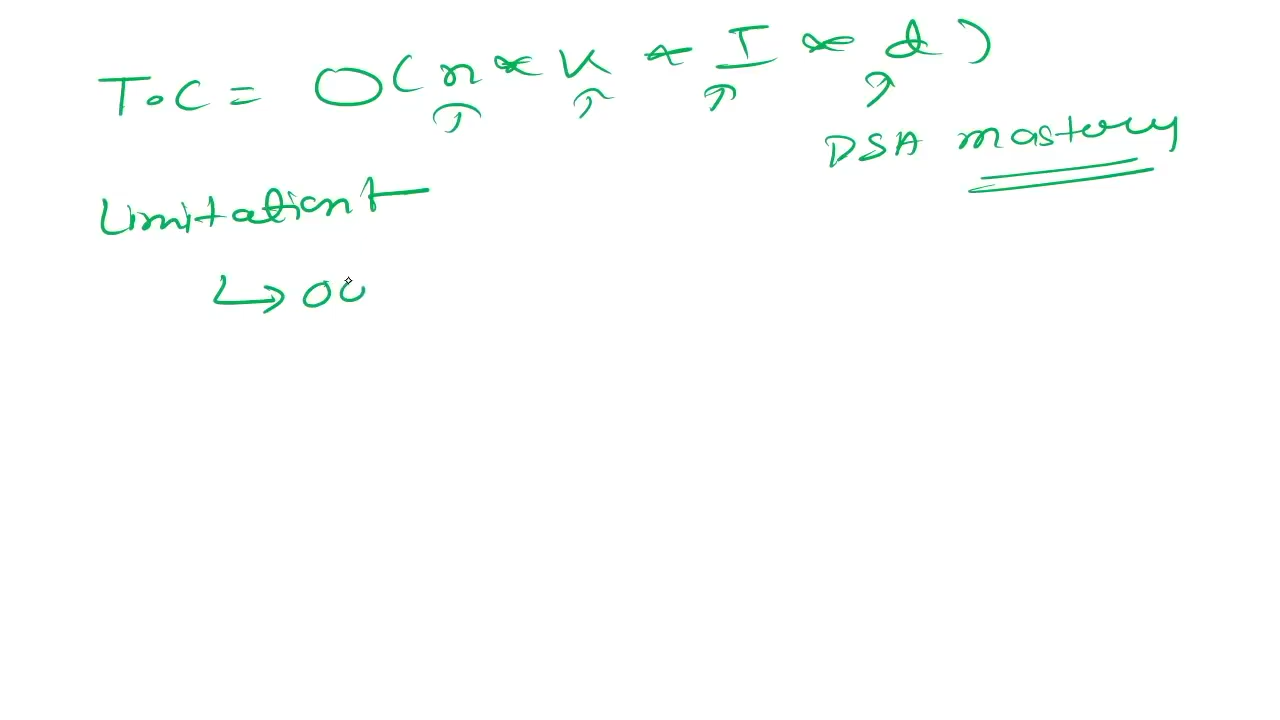 T.C = O(n * K * I * d)
DSA mastery
Limitation :-
↳ ou